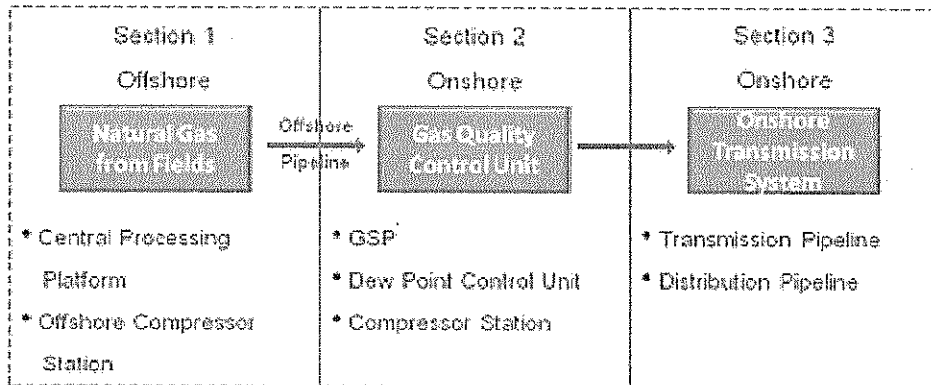 Section 1
Offshore
Natural Gas
from Fields
* Central Processing
Platform
* Offshore Compressor
Station
Offshore
Pipeline
Section 2
Onshore
Gas Quality
Control Unit
* GSP
* Dew Point Control Unit
* Compressor Station
Section 3
Onshore
Onshore
Transmission
System
* Transmission Pipeline
* Distribution Pipeline